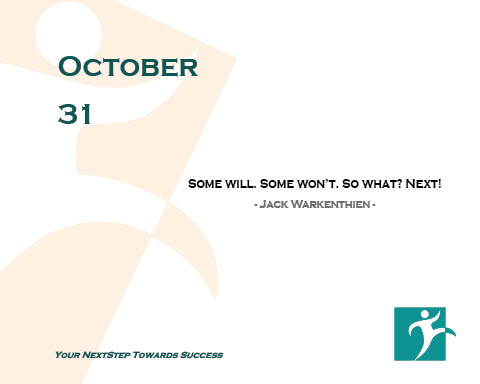 October
31
Some will. Some won't. So what? Next!
- Jack Warkenthien -
Your NextStep Towards Success